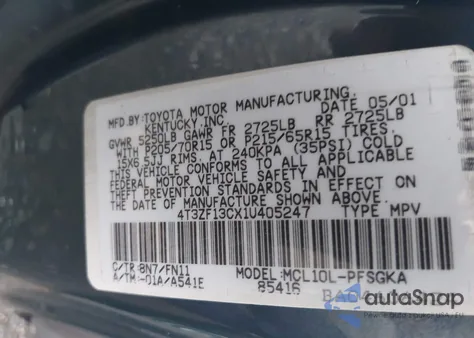 MFD.BY:TOYOTA MOTOR MANUFACTURING,
KENTUCKY,INC. DATE 05/01
GVWR 5250LB GAWR FR 2725LB RR 2725LB
WITH P205/70R15 or P215/65R15 TIRES,
15X6.5JJ RIMS, AT 240KPA (35PSI) COLD
THIS VEHICLE CONFORMS TO ALL APPLICABLE
FEDERAL MOTOR VEHICLE SAFETY AND
THEFT PREVENTION STANDARDS IN EFFECT ON
THE DATE OF MANUFACTURE SHOWN ABOVE.
4T3ZF13CX1U405247 TYPE MPV
C/TR:8N7/FN11 MODEL:MCL10L-PFSGKA
A/TM:-01A/A541E 85416
autoSnap